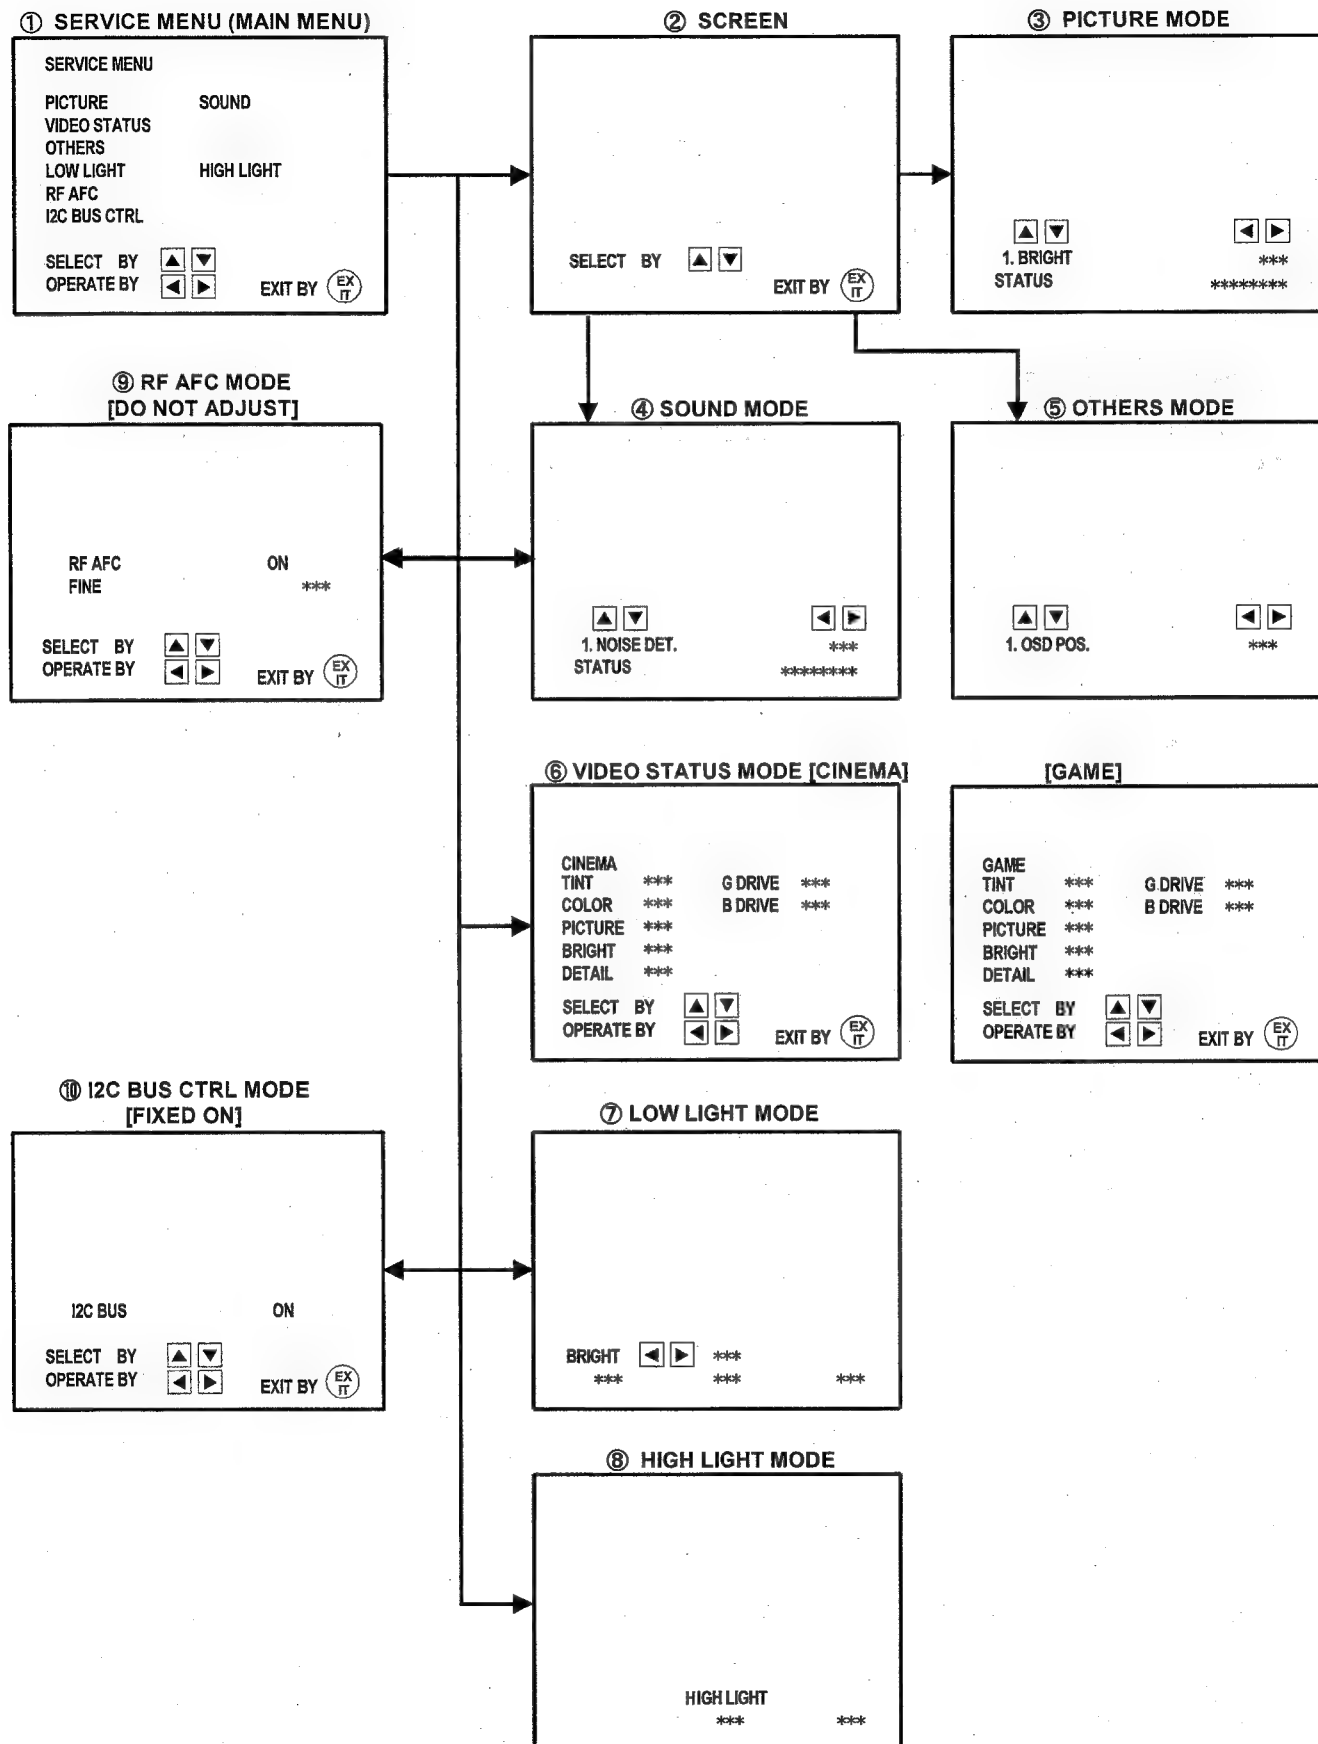 ① SERVICE MENU (MAIN MENU)
SERVICE MENU
PICTURE SOUND
VIDEO STATUS
OTHERS
LOW LIGHT HIGH LIGHT
RF AFC
I2C BUS CTRL
SELECT BY ▲ ▼
OPERATE BY ◀ ▶ EXIT BY EXIT
② SCREEN
SELECT BY ▲ ▼
EXIT BY EXIT
③ PICTURE MODE
▲ ▼ ◀ ▶
1. BRIGHT ***
STATUS ********
⑨ RF AFC MODE
[DO NOT ADJUST]
RF AFC ON
FINE ***
SELECT BY ▲ ▼
OPERATE BY ◀ ▶ EXIT BY EXIT
④ SOUND MODE
▲ ▼ ◀ ▶
1. NOISE DET. ***
STATUS ********
⑤ OTHERS MODE
▲ ▼ ◀ ▶
1. OSD POS. ***
⑥ VIDEO STATUS MODE [CINEMA]
CINEMA
TINT *** G DRIVE ***
COLOR *** B DRIVE ***
PICTURE ***
BRIGHT ***
DETAIL ***
SELECT BY ▲ ▼
OPERATE BY ◀ ▶ EXIT BY EXIT
[GAME]
GAME
TINT *** G DRIVE ***
COLOR *** B DRIVE ***
PICTURE ***
BRIGHT ***
DETAIL ***
SELECT BY ▲ ▼
OPERATE BY ◀ ▶ EXIT BY EXIT
⑩ I2C BUS CTRL MODE
[FIXED ON]
I2C BUS ON
SELECT BY ▲ ▼
OPERATE BY ◀ ▶ EXIT BY EXIT
⑦ LOW LIGHT MODE
BRIGHT ◀ ▶ ***
*** *** ***
⑧ HIGH LIGHT MODE
HIGH LIGHT
*** ***